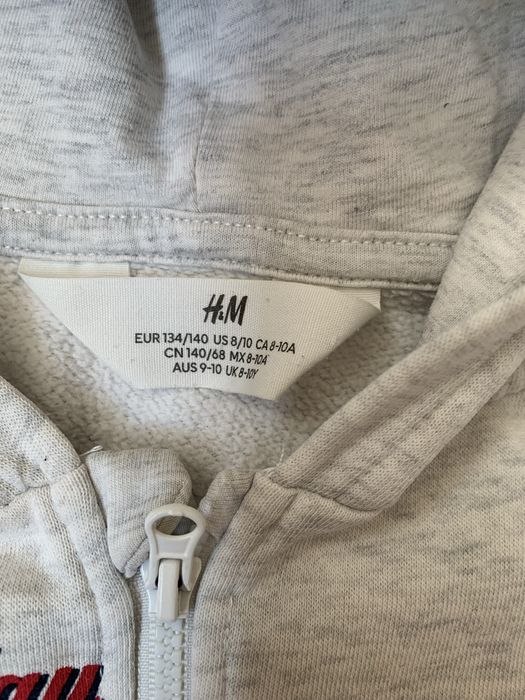 H&M
EUR 134/140 US 8/10 CA 8-10A
CN 140/68 MX 8-10A
AUS 9-10 UK 8-10Y